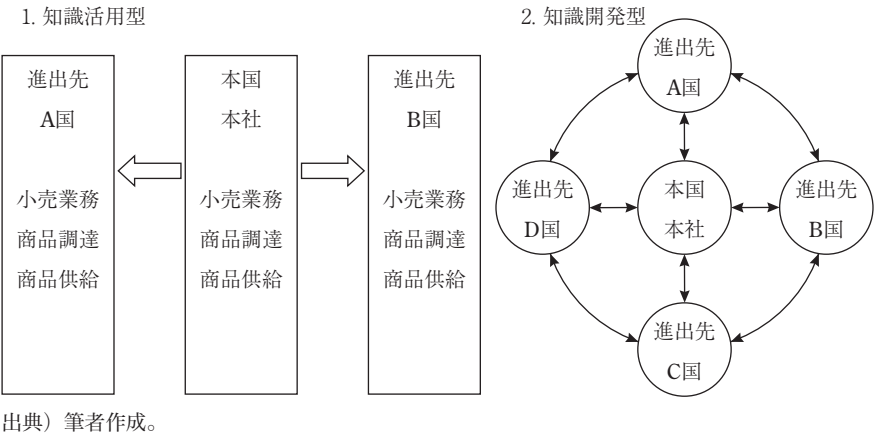 1. 知識活用型
進出先
A国
小売業務
商品調達
商品供給
本国
本社
小売業務
商品調達
商品供給
進出先
B国
小売業務
商品調達
商品供給
2. 知識開発型
進出先
A国
進出先
D国
本国
本社
進出先
B国
進出先
C国
出典）筆者作成。